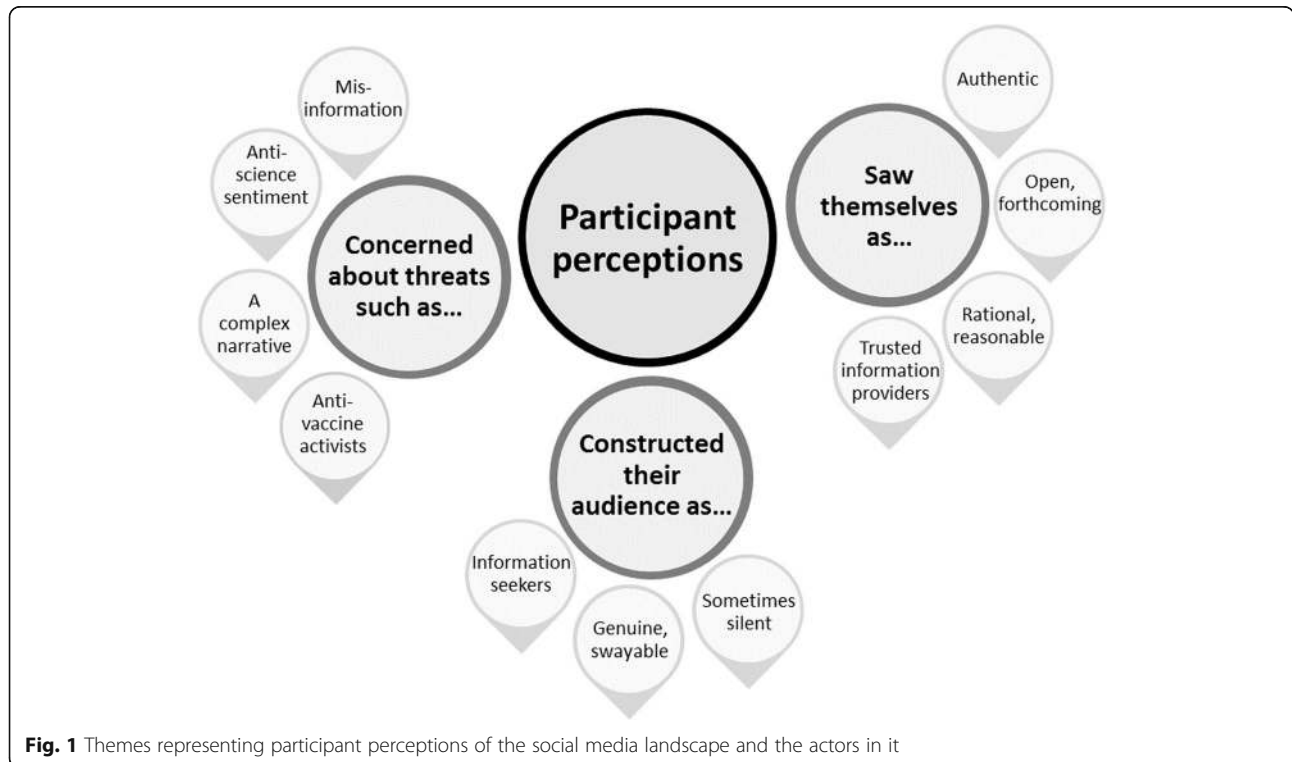 Participant
perceptions
Concerned
about threats
such as...
Mis-
information
Anti-
science
sentiment
A
complex
narrative
Anti-
vaccine
activists
Constructed
their
audience as...
Information
seekers
Genuine,
swayable
Sometimes
silent
Saw
themselves
as...
Authentic
Open,
forthcoming
Rational,
reasonable
Trusted
information
providers
Fig. 1 Themes representing participant perceptions of the social media landscape and the actors in it